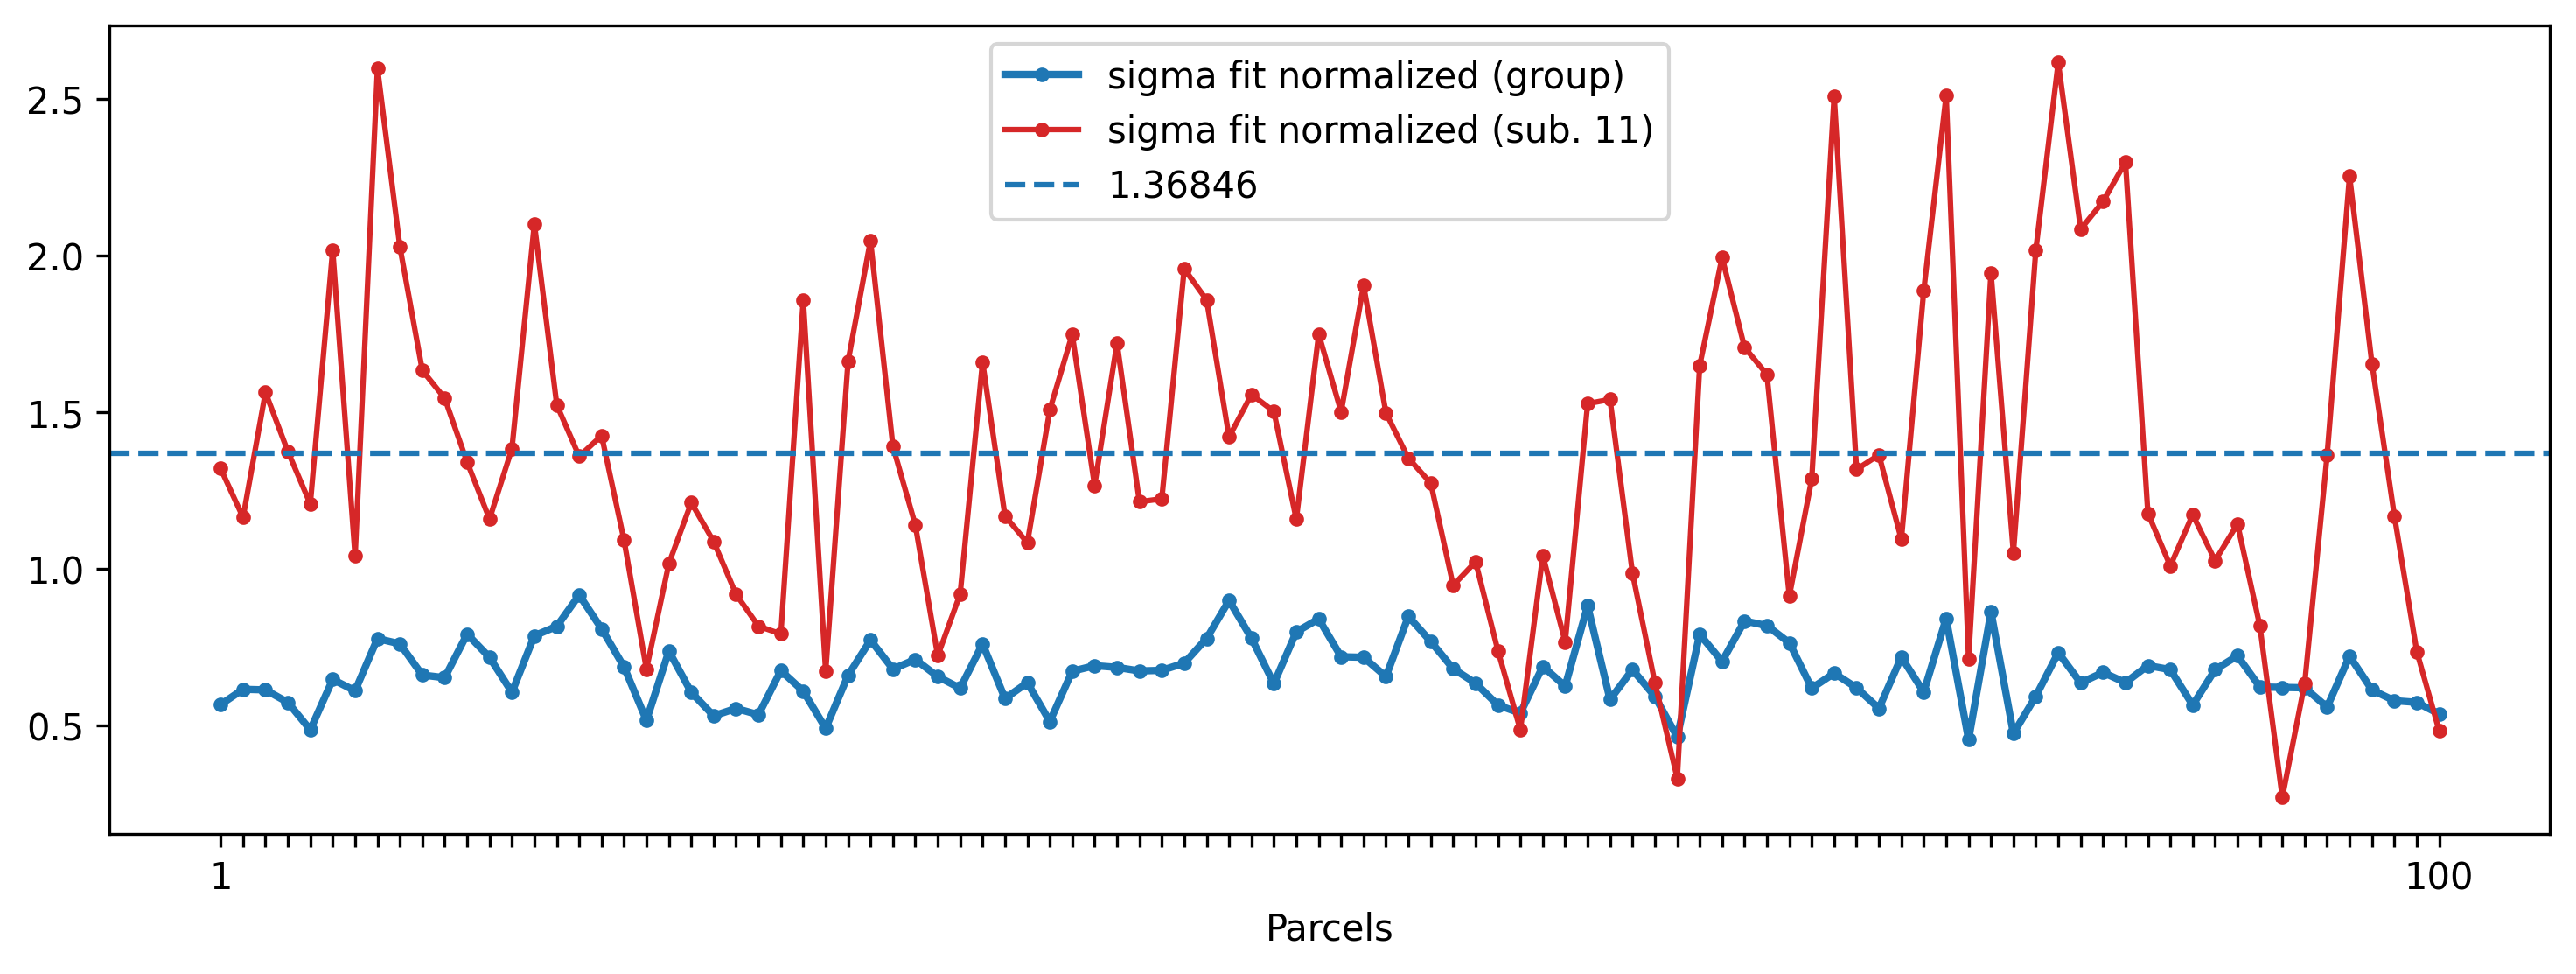 sigma fit normalized (group)
sigma fit normalized (sub. 11)
1.36846
2.5
2.0
1.5
1.0
0.5
1
100
Parcels